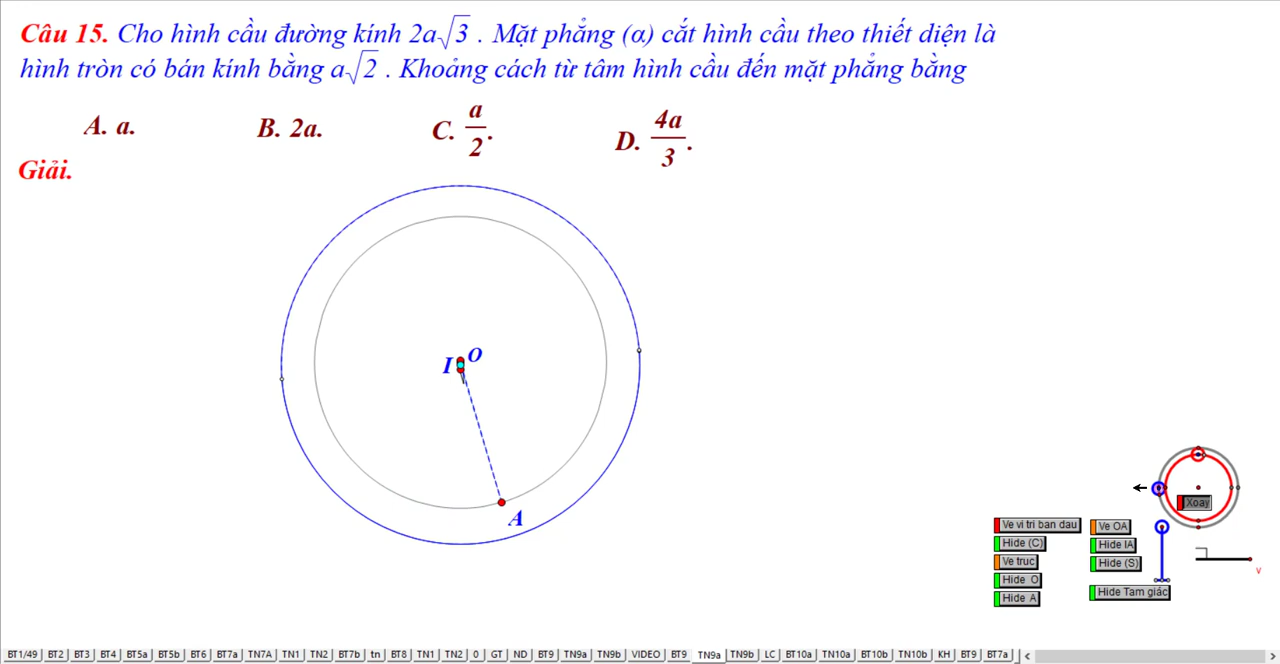 Câu 15. Cho hình cầu đường kính 2a√3 . Mặt phẳng (α) cắt hình cầu theo thiết diện là
hình tròn có bán kính bằng a√2 . Khoảng cách từ tâm hình cầu đến mặt phẳng bằng
A. a. B. 2a. C. a/2. D. 4a/3.
Giải.
I O
A
Xoay
Ve vi tri ban dau Ve OA
Hide (C) Hide IA
Ve truc Hide (S)
Hide O
Hide A Hide Tam giác
v
BT1/49 BT2 BT3 BT4 BT5a BT5b BT6 BT7a TN7A TN1 TN2 BT7b tn BT8 TN1 TN2 0 GT ND BT9 TN9a TN9b VIDEO BT9 TN9a TN9b LC BT10a TN10a BT10b TN10b KH BT9 BT7a